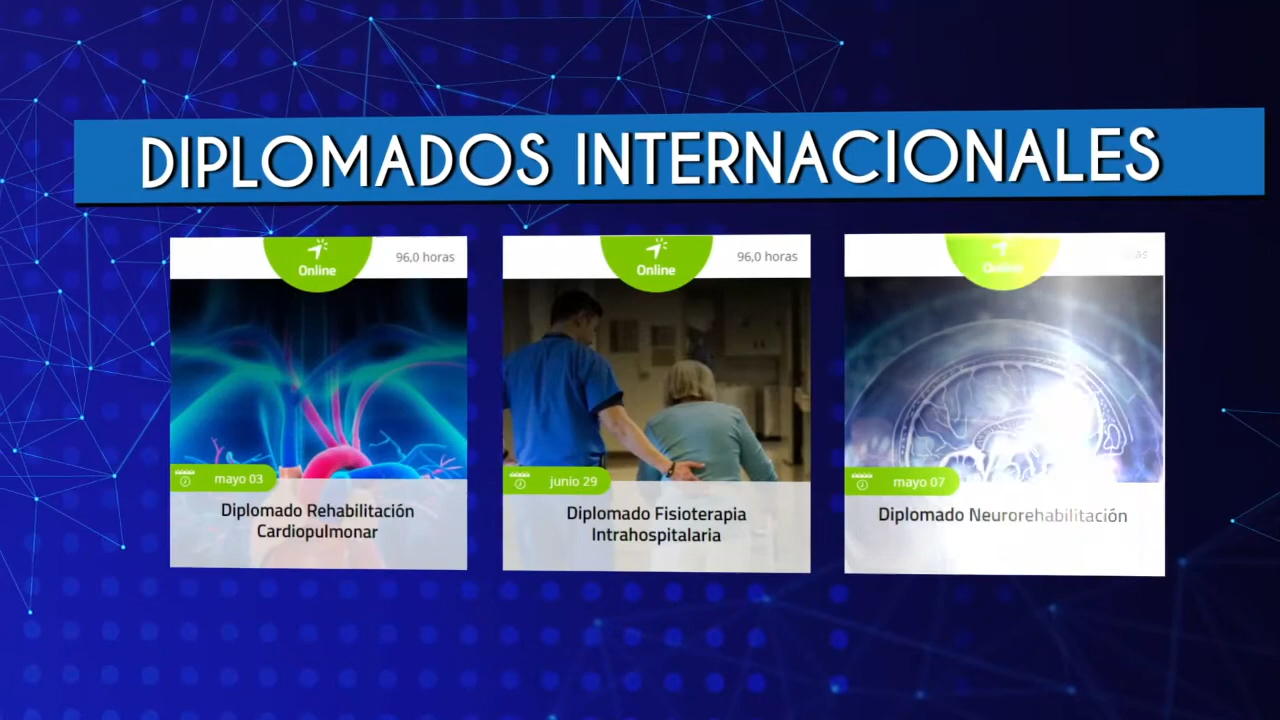 DIPLOMADOS INTERNACIONALES
Online
96,0 horas
mayo 03
Diplomado Rehabilitación
Cardiopulmonar
Online
96,0 horas
junio 29
Diplomado Fisioterapia
Intrahospitalaria
Online
mayo 07
Diplomado Neurorehabilitación